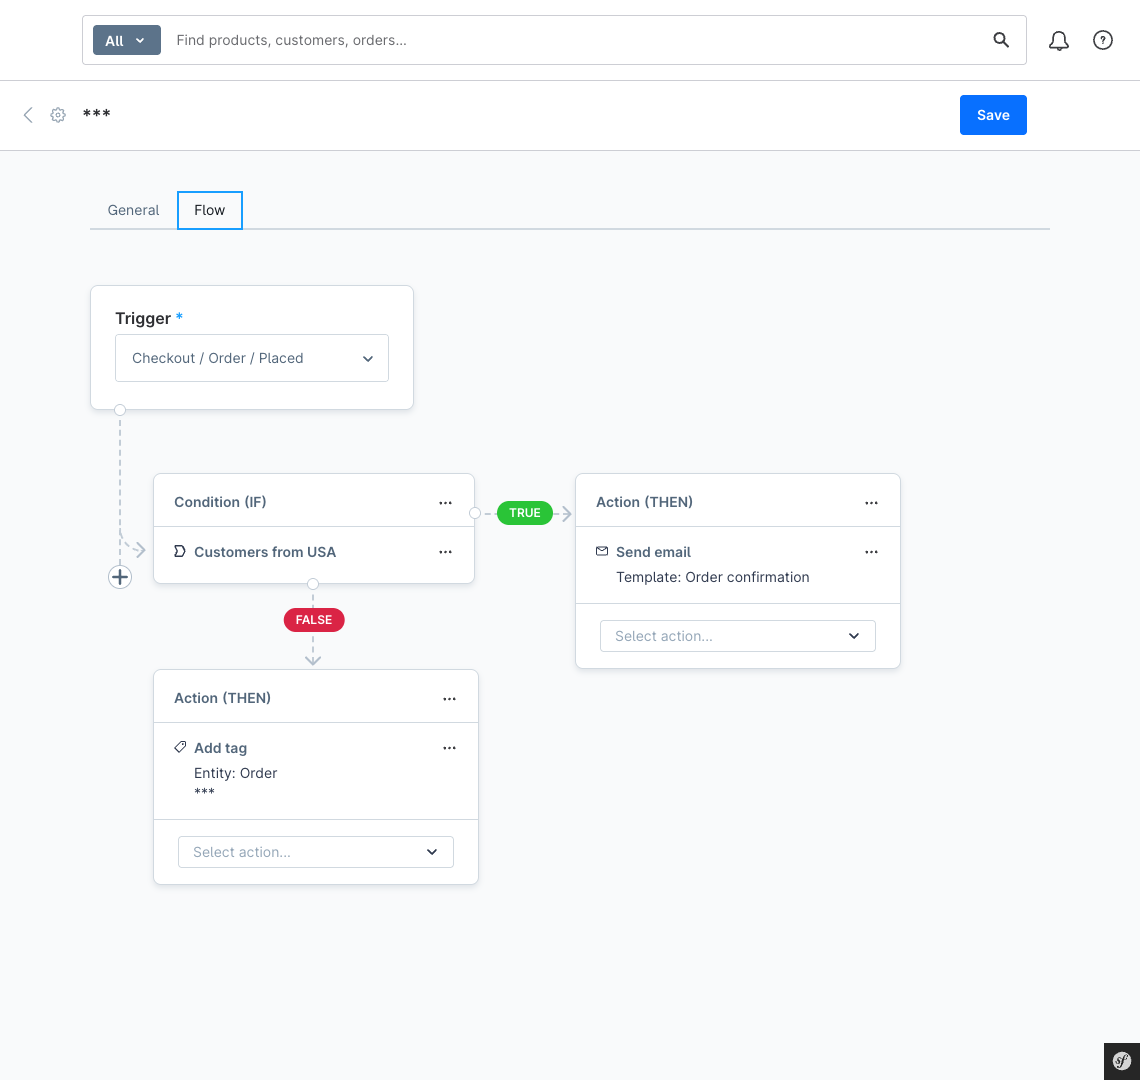 All
Find products, customers, orders...
***
Save
General
Flow
Trigger *
Checkout / Order / Placed
Condition (IF)
Customers from USA
TRUE
Action (THEN)
Send email
Template: Order confirmation
Select action...
FALSE
Action (THEN)
Add tag
Entity: Order
***
Select action...
sf